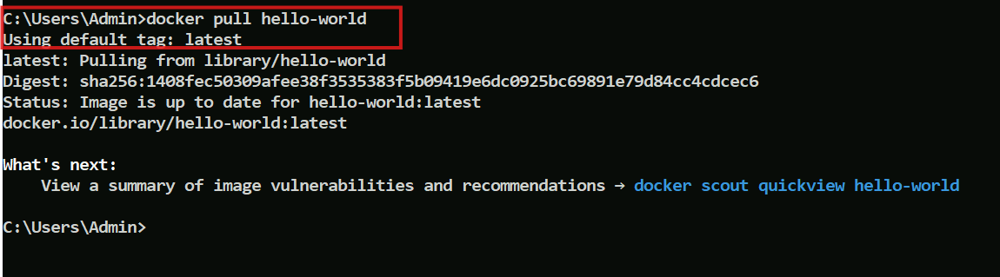 C:\Users\Admin>docker pull hello-world
Using default tag: latest
latest: Pulling from library/hello-world
Digest: sha256:1408fec50309afee38f3535383f5b09419e6dc0925bc69891e79d84cc4cdcec6
Status: Image is up to date for hello-world:latest
docker.io/library/hello-world:latest
What's next:
View a summary of image vulnerabilities and recommendations → docker scout quickview hello-world
C:\Users\Admin>